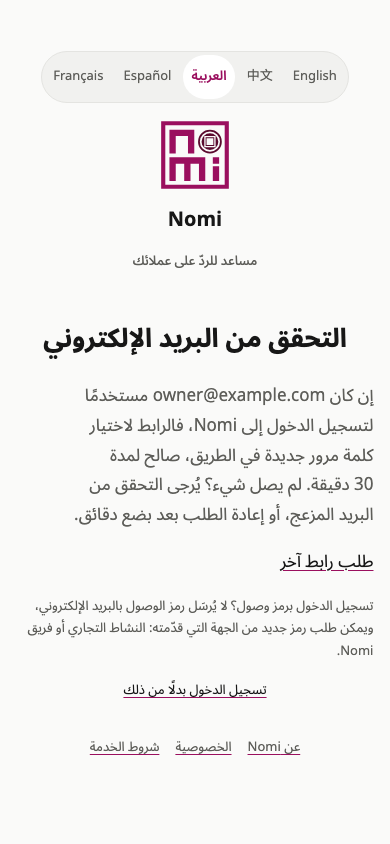 Français Español العربية 中文 English
nomi
Nomi
مساعد للردّ على عملائك
التحقق من البريد الإلكتروني
إن كان owner@example.com مستخدمًا
لتسجيل الدخول إلى Nomi، فالرابط لاختيار
كلمة مرور جديدة في الطريق، صالح لمدة
30 دقيقة. لم يصل شيء؟ يُرجى التحقق من
البريد المزعج، أو إعادة الطلب بعد بضع دقائق.
طلب رابط آخر
تسجيل الدخول برمز وصول؟ لا يُرسَل رمز الوصول بالبريد الإلكتروني،
ويمكن طلب رمز جديد من الجهة التي قدّمته: النشاط التجاري أو فريق
Nomi.
تسجيل الدخول بدلًا من ذلك
عن Nomi الخصوصية شروط الخدمة